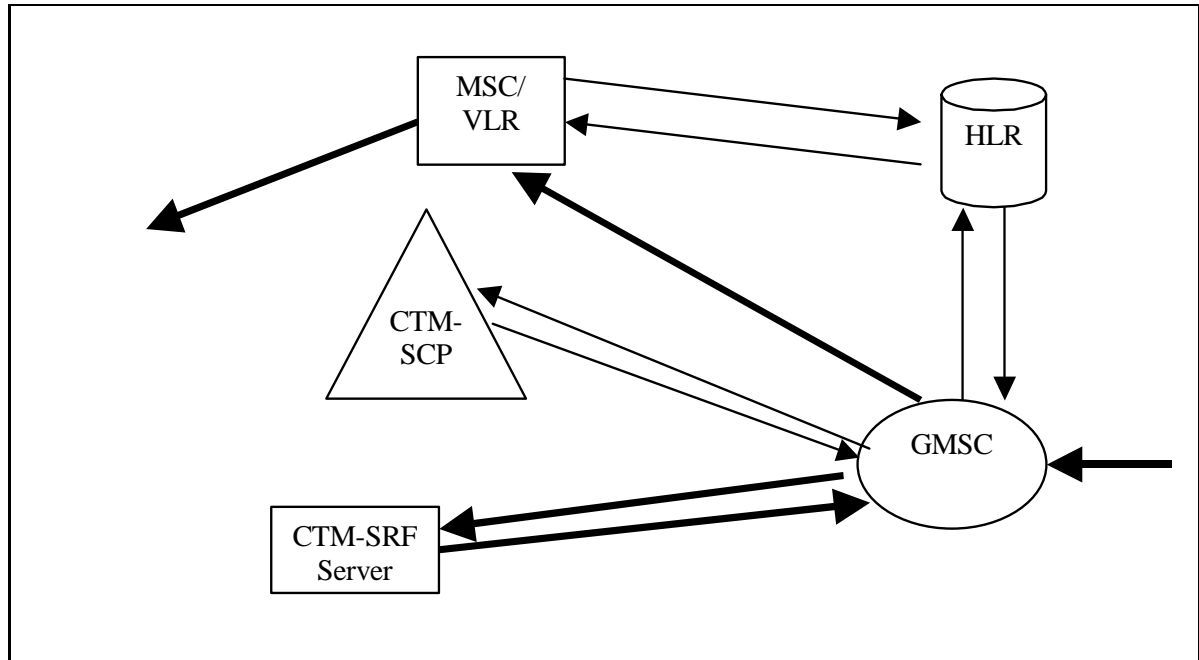 MSC/
VLR
HLR
CTM-
SCP
GMSC
CTM-SRF
Server